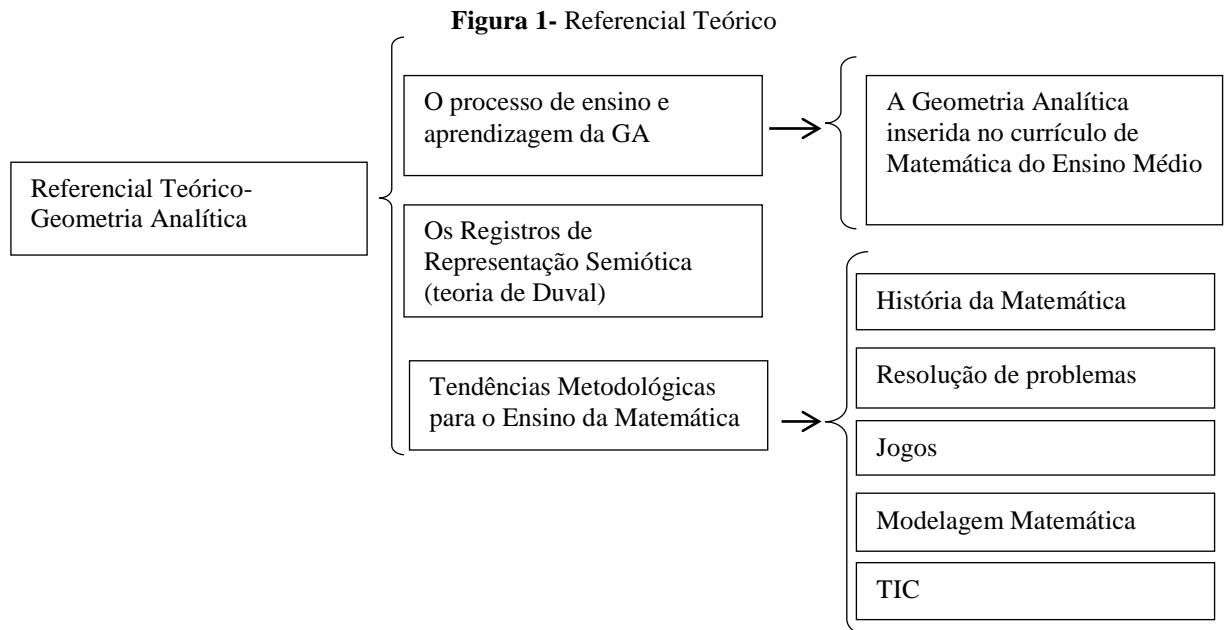 Figura 1- Referencial Teórico
Referencial Teórico-
Geometria Analítica
O processo de ensino e
aprendizagem da GA
A Geometria Analítica
inserida no currículo de
Matemática do Ensino Médio
Os Registros de
Representação Semiótica
(teoria de Duval)
Tendências Metodológicas
para o Ensino da Matemática
História da Matemática
Resolução de problemas
Jogos
Modelagem Matemática
TIC